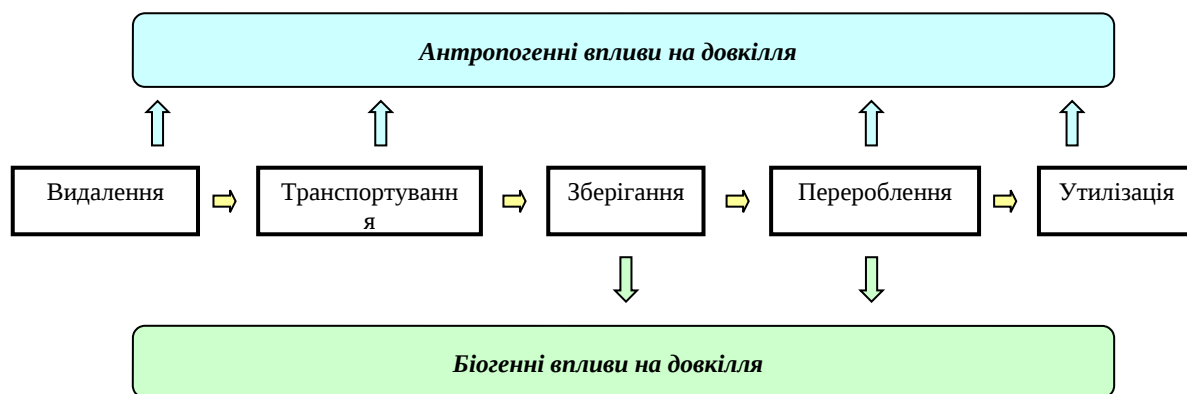 Антропогенні впливи на довкілля
Видалення
Транспортуванн
я
Зберігання
Перероблення
Утилізація
Біогенні впливи на довкілля